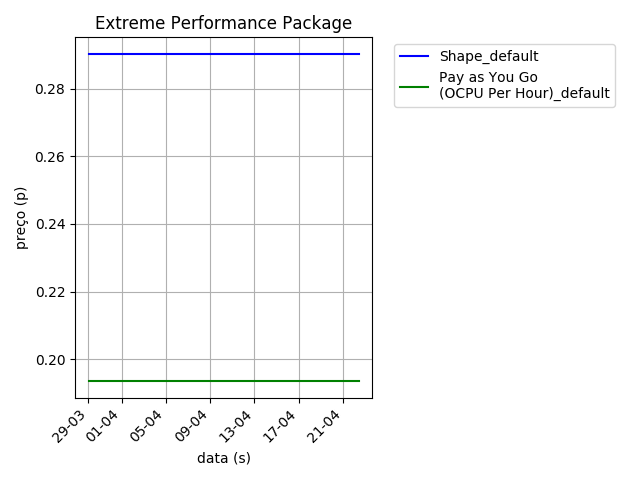 Extreme Performance Package
Shape_default
Pay as You Go
(OCPU Per Hour)_default
preço (p)
0.28
0.26
0.24
0.22
0.20
29-03
01-04
05-04
09-04
13-04
17-04
21-04
data (s)